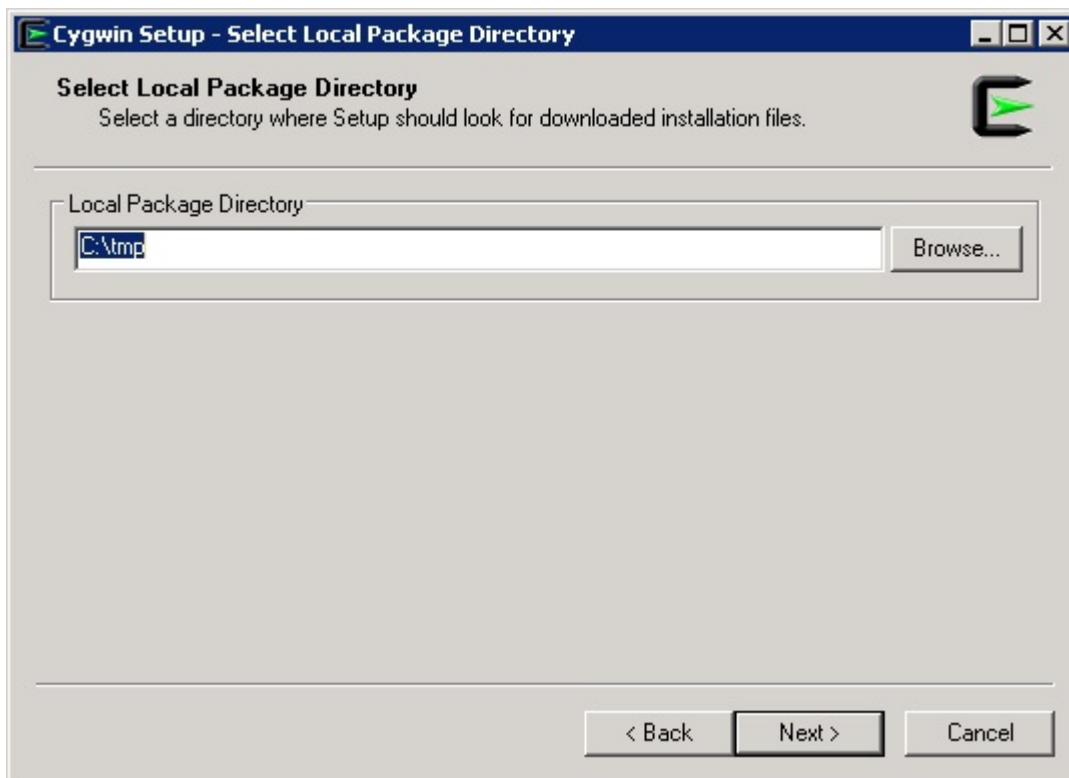 Cygwin Setup - Select Local Package Directory
Select Local Package Directory
Select a directory where Setup should look for downloaded installation files.
Local Package Directory
C:\tmp
Browse...
< Back
Next >
Cancel